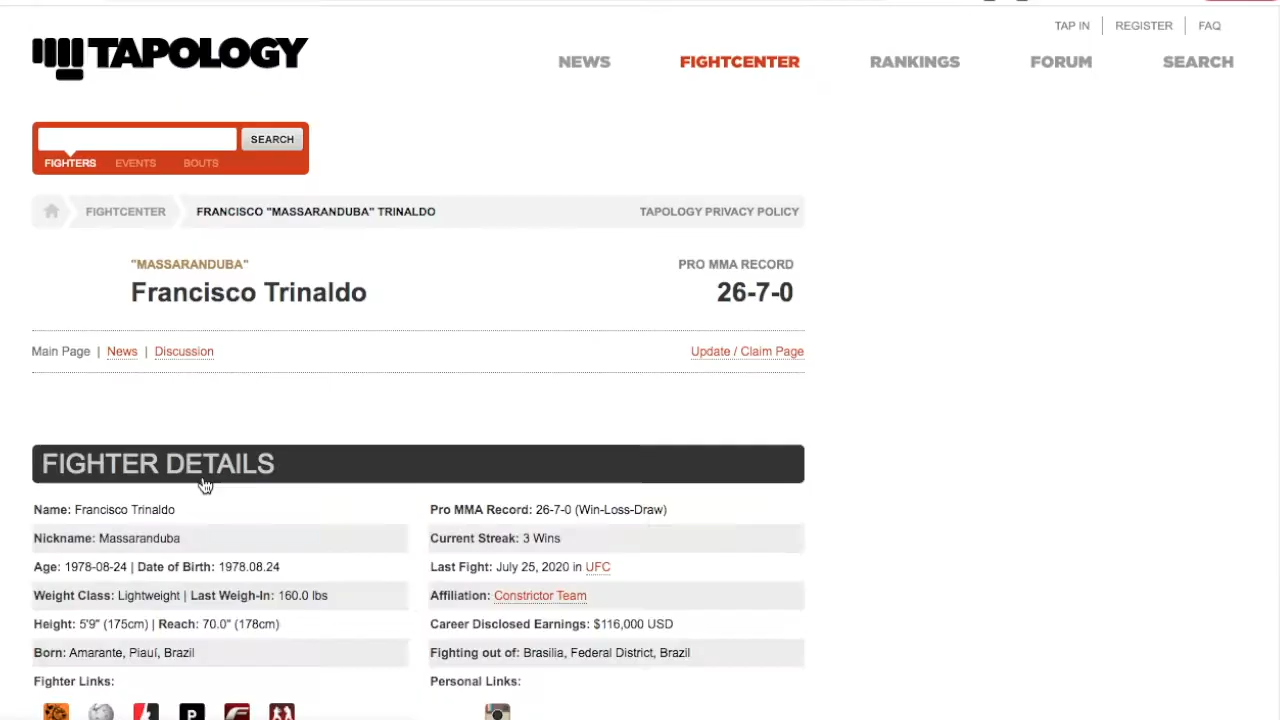 TAP IN
REGISTER
FAQ
TAPOLOGY
NEWS
FIGHTCENTER
RANKINGS
FORUM
SEARCH
SEARCH
FIGHTERS
EVENTS
BOUTS
FIGHTCENTER
FRANCISCO "MASSARANDUBA" TRINALDO
TAPOLOGY PRIVACY POLICY
"MASSARANDUBA"
PRO MMA RECORD
Francisco Trinaldo
26-7-0
Main Page | News | Discussion
Update / Claim Page
FIGHTER DETAILS
Name: Francisco Trinaldo
Pro MMA Record: 26-7-0 (Win-Loss-Draw)
Nickname: Massaranduba
Current Streak: 3 Wins
Age: 1978-08-24 | Date of Birth: 1978.08.24
Last Fight: July 25, 2020 in UFC
Weight Class: Lightweight | Last Weigh-In: 160.0 lbs
Affiliation: Constrictor Team
Height: 5'9" (175cm) | Reach: 70.0" (178cm)
Career Disclosed Earnings: $116,000 USD
Born: Amarante, Piauí, Brazil
Fighting out of: Brasilia, Federal District, Brazil
Fighter Links:
Personal Links:
P